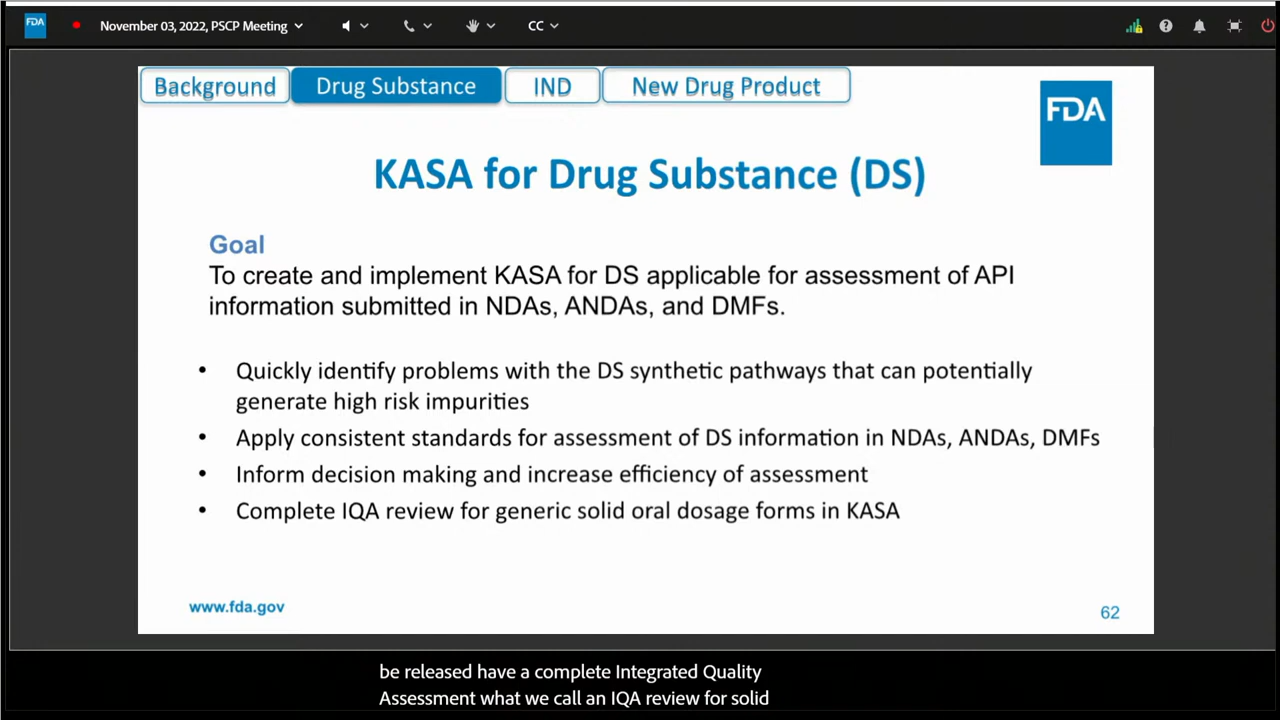 FDA
November 03, 2022, PSCP Meeting
CC
Background
Drug Substance
IND
New Drug Product
FDA
KASA for Drug Substance (DS)
Goal
To create and implement KASA for DS applicable for assessment of API
information submitted in NDAs, ANDAs, and DMFs.
• Quickly identify problems with the DS synthetic pathways that can potentially
generate high risk impurities
• Apply consistent standards for assessment of DS information in NDAs, ANDAs, DMFs
• Inform decision making and increase efficiency of assessment
• Complete IQA review for generic solid oral dosage forms in KASA
www.fda.gov
62
be released have a complete Integrated Quality
Assessment what we call an IQA review for solid